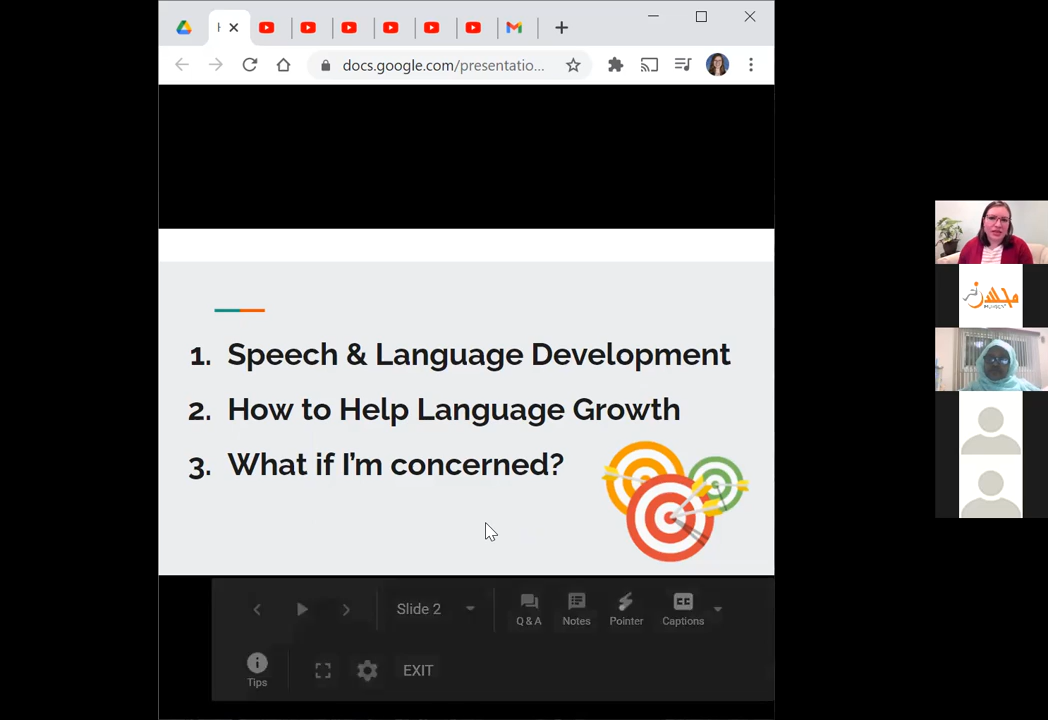 docs.google.com/presentatio...
1. Speech & Language Development
2. How to Help Language Growth
3. What if I'm concerned?
Slide 2
Q & A
Notes
Pointer
Captions
Tips
EXIT